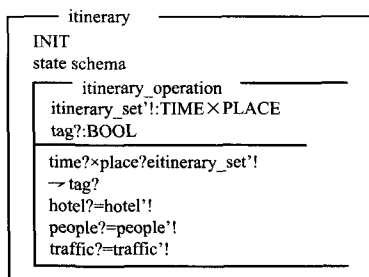 itinerary
INIT
state schema
itinerary_operation
itinerary_set'!:TIME×PLACE
tag?:BOOL
time?×place?eitinerary_set'!
→tag?
hotel?=hotel'!
people?=people'!
traffic?=traffic'!